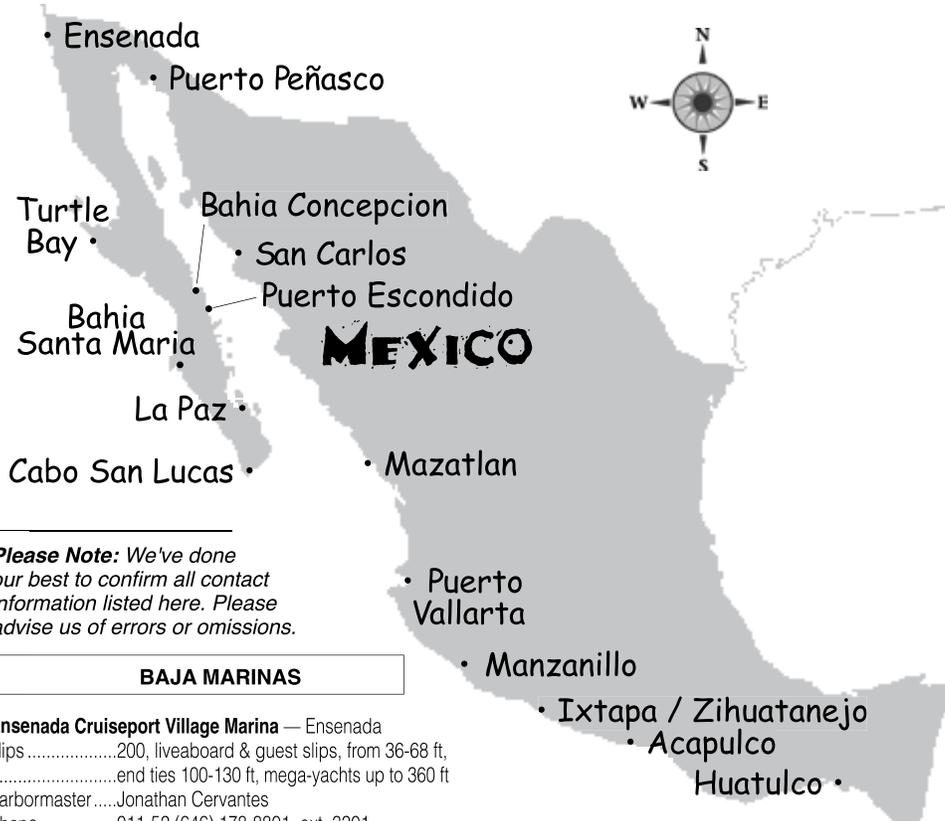 Ensenada
Puerto Peñasco
N
W E
S
Bahia Concepcion
Turtle
Bay
San Carlos
Puerto Escondido
Bahia
Santa Maria
MEXICO
La Paz
Cabo San Lucas
Mazatlan
Please Note: We've done
our best to confirm all contact
information listed here. Please
advise us of errors or omissions.
Puerto
Vallarta
Manzanillo
Ixtapa / Zihuatanejo
Acapulco
Huatulco
BAJA MARINAS
Ensenada Cruiseport Village Marina — Ensenada
lips..................200, liveaboard & guest slips, from 36-68 ft,
........................end ties 100-130 ft, mega-yachts up to 360 ft
arbormaster.....Jonathan Cervantes